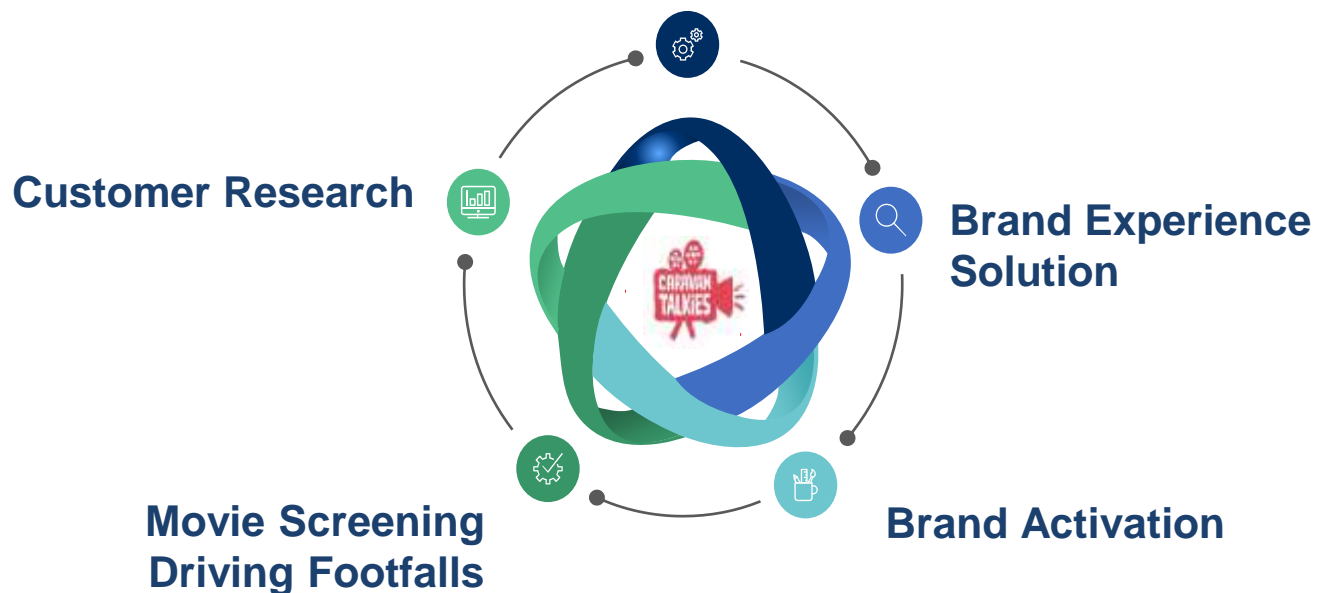 Customer Research
Brand Experience
Solution
CARAVAN
TALKIES
Movie Screening
Driving Footfalls
Brand Activation